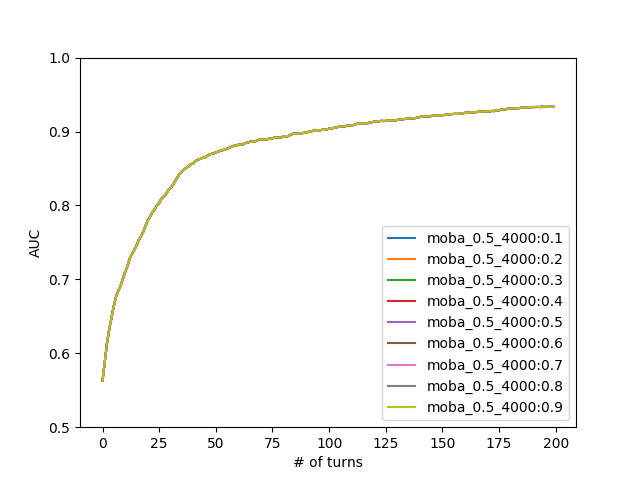 1.0
0.9
0.8
0.7
0.6
0.5
AUC
0
25
50
75
100
125
150
175
200
# of turns
moba_0.5_4000:0.1
moba_0.5_4000:0.2
moba_0.5_4000:0.3
moba_0.5_4000:0.4
moba_0.5_4000:0.5
moba_0.5_4000:0.6
moba_0.5_4000:0.7
moba_0.5_4000:0.8
moba_0.5_4000:0.9